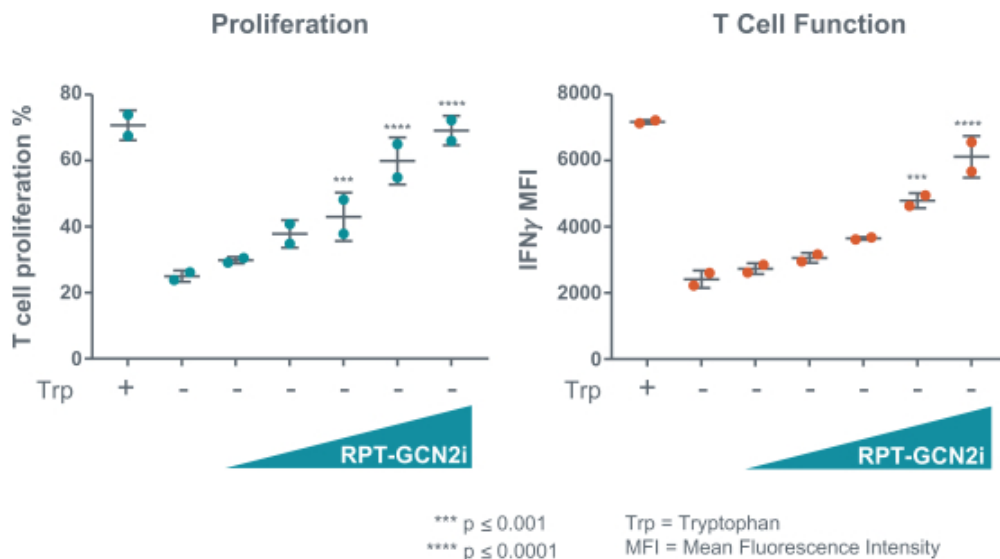 Proliferation
T cell proliferation %
80
60
40
20
0
***
****
****
Trp + - - - - - -
RPT-GCN2i
T Cell Function
IFNγ MFI
8000
6000
4000
2000
0
***
****
Trp + - - - - - -
RPT-GCN2i
*** p ≤ 0.001
**** p ≤ 0.0001
Trp = Tryptophan
MFI = Mean Fluorescence Intensity